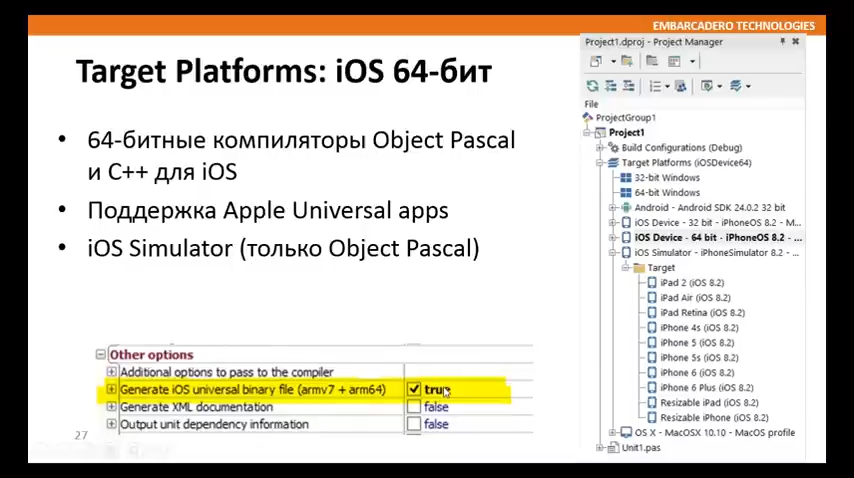 EMBARCADERO TECHNOLOGIES
Target Platforms: iOS 64-бит
• 64-битные компиляторы Object Pascal
и C++ для iOS
• Поддержка Apple Universal apps
• iOS Simulator (только Object Pascal)
Other options
Additional options to pass to the compiler
Generate iOS universal binary file (armv7 + arm64) true
Generate XML documentation false
Output unit dependency information false
27
Project1.dproj - Project Manager
File
ProjectGroup1
Project1
Build Configurations (Debug)
Target Platforms (iOSDevice64)
32-bit Windows
64-bit Windows
Android - Android SDK 24.0.2 32 bit
iOS Device - 32 bit - iPhoneOS 8.2 - M...
iOS Device - 64 bit - iPhoneOS 8.2 - ...
iOS Simulator - iPhoneSimulator 8.2 - ...
Target
iPad 2 (iOS 8.2)
iPad Air (iOS 8.2)
iPad Retina (iOS 8.2)
iPhone 4s (iOS 8.2)
iPhone 5 (iOS 8.2)
iPhone 5s (iOS 8.2)
iPhone 6 (iOS 8.2)
iPhone 6 Plus (iOS 8.2)
Resizable iPad (iOS 8.2)
Resizable iPhone (iOS 8.2)
OS X - MacOSX 10.10 - MacOS profile
Unit1.pas